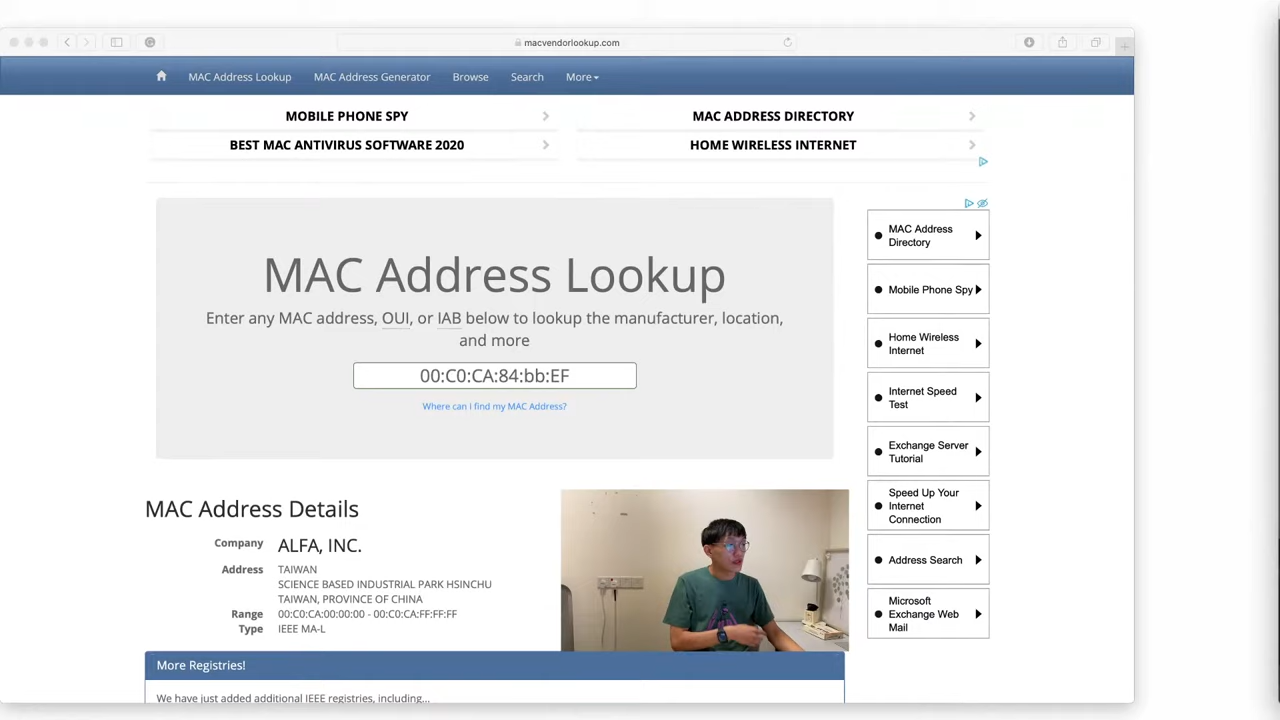 macvendorlookup.com
MAC Address Lookup
MAC Address Generator
Browse
Search
More
MOBILE PHONE SPY
MAC ADDRESS DIRECTORY
BEST MAC ANTIVIRUS SOFTWARE 2020
HOME WIRELESS INTERNET
MAC Address Lookup
Enter any MAC address, OUI, or IAB below to lookup the manufacturer, location,
and more
00:C0:CA:84:bb:EF
Where can I find my MAC Address?
MAC Address
Directory
Mobile Phone Spy
Home Wireless
Internet
Internet Speed
Test
Exchange Server
Tutorial
Speed Up Your
Internet
Connection
Address Search
Microsoft
Exchange Web
Mail
MAC Address Details
Company ALFA, INC.
Address TAIWAN
SCIENCE BASED INDUSTRIAL PARK HSINCHU
TAIWAN, PROVINCE OF CHINA
Range 00:C0:CA:00:00:00 - 00:C0:CA:FF:FF:FF
Type IEEE MA-L
More Registries!
We have just added additional IEEE registries, including...